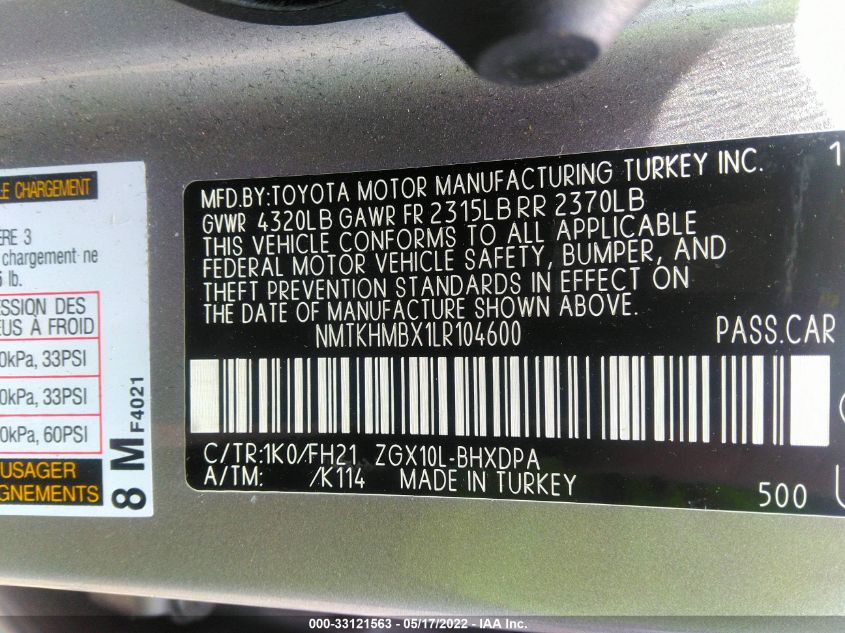 LE CHARGEMENT
ÈRE 3
chargement ne
lb.
ESSION DES
EUS À FROID
0kPa, 33PSI
0kPa, 33PSI
0kPa, 60PSI
USAGER
GNEMENTS
8 M F4021
MFD.BY:TOYOTA MOTOR MANUFACTURING TURKEY INC. 1
GVWR 4320LB GAWR FR 2315LB RR 2370LB
THIS VEHICLE CONFORMS TO ALL APPLICABLE
FEDERAL MOTOR VEHICLE SAFETY, BUMPER, AND
THEFT PREVENTION STANDARDS IN EFFECT ON
THE DATE OF MANUFACTURE SHOWN ABOVE.
NMTKHMBX1LR104600 PASS.CAR
C/TR:1K0/FH21 ZGX10L-BHXDPA
A/TM: /K114 MADE IN TURKEY 500
000-33121563 - 05/17/2022 - IAA Inc.